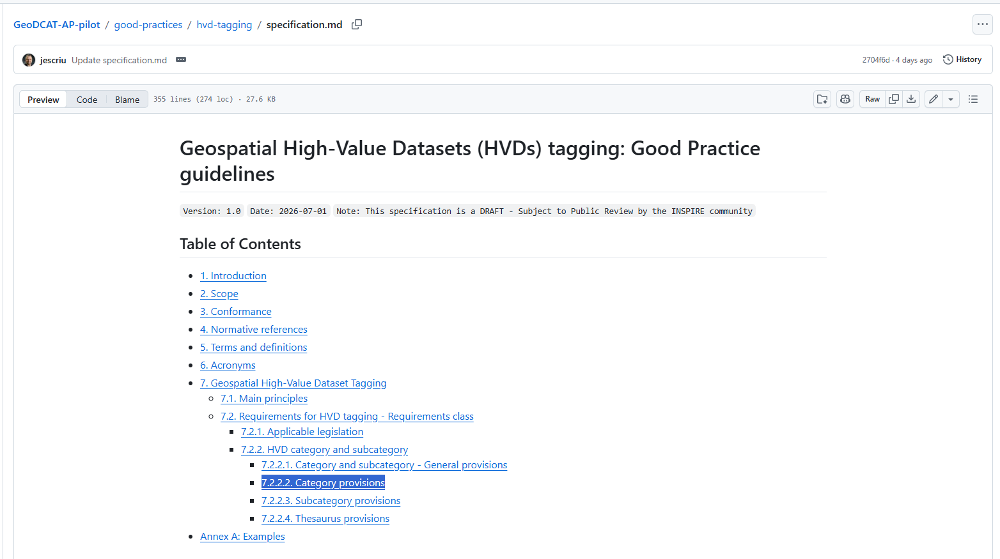 GeoDCAT-AP-pilot / good-practices / hvd-tagging / specification.md
jescriu Update specification.md 2704f6d · 4 days ago History
Preview Code Blame 355 lines (274 loc) · 27.6 KB Raw
Geospatial High-Value Datasets (HVDs) tagging: Good Practice
guidelines
Version: 1.0 Date: 2026-07-01 Note: This specification is a DRAFT - Subject to Public Review by the INSPIRE community
Table of Contents
1. Introduction
2. Scope
3. Conformance
4. Normative references
5. Terms and definitions
6. Acronyms
7. Geospatial High-Value Dataset Tagging
7.1. Main principles
7.2. Requirements for HVD tagging - Requirements class
7.2.1. Applicable legislation
7.2.2. HVD category and subcategory
7.2.2.1. Category and subcategory - General provisions
7.2.2.2. Category provisions
7.2.2.3. Subcategory provisions
7.2.2.4. Thesaurus provisions
Annex A: Examples